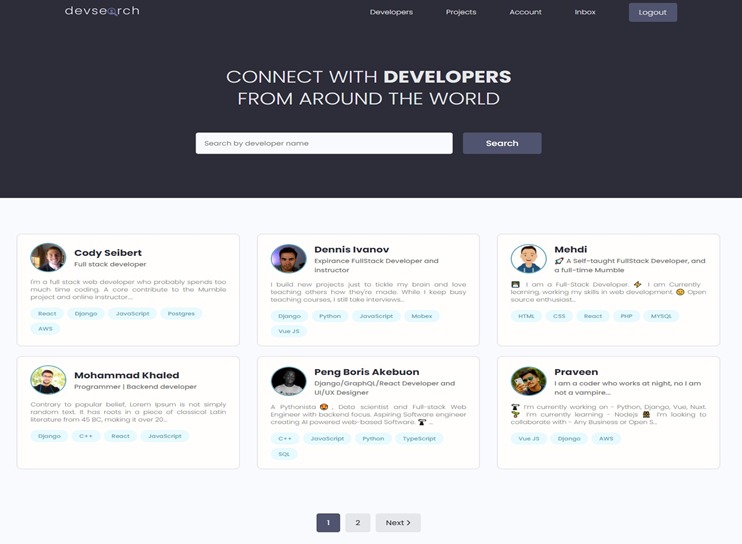 devsearch
Developers Projects Account Inbox Logout
CONNECT WITH DEVELOPERS
FROM AROUND THE WORLD
Search by developer name Search
Cody Seibert
Full stack developer
I'm a full stack web developer who probably spends too
much time coding. A core contribute to the Mumble
project and online instructor...
React Django JavaScript Postgres
AWS
Dennis Ivanov
Expirance FullStack Developer and
instructor
I build new projects just to tickle my brain and love
teaching others how they're made. While I keep busy
teaching courses, I still take interviews...
Django Python JavaScript Mobex
Vue JS
Mehdi
🚀 A Self-taught FullStack Developer, and
a full-time Mumble
I am a Full-Stack Developer. ⚡ I am Currently
learning, working my skills in web development. Open
source enthusiast...
HTML CSS React PHP MYSQL
Mohammad Khaled
Programmer | Backend developer
Contrary to popular belief, Lorem Ipsum is not simply
random text. It has roots in a piece of classical Latin
literature from 45 BC, making it over 20...
Django C++ React JavaScript
Peng Boris Akebuon
Django/GraphQL/React Developer and
UI/UX Designer
A Pythonista 🤩, Data scientist and Full-stack Web
Engineer with backend focus. Aspiring Software engineer
creating AI powered web-based Software. ...
C++ JavaScript Python TypeScript
SQL
Praveen
I am a coder who works at night, no I am
not a vampire...
I'm currently working on - Python, Django, Vue, Nuxt.
I'm currently learning - Nodejs I'm looking to
collaborate with - Any Business or Open S...
Vue JS Django AWS
1 2 Next >